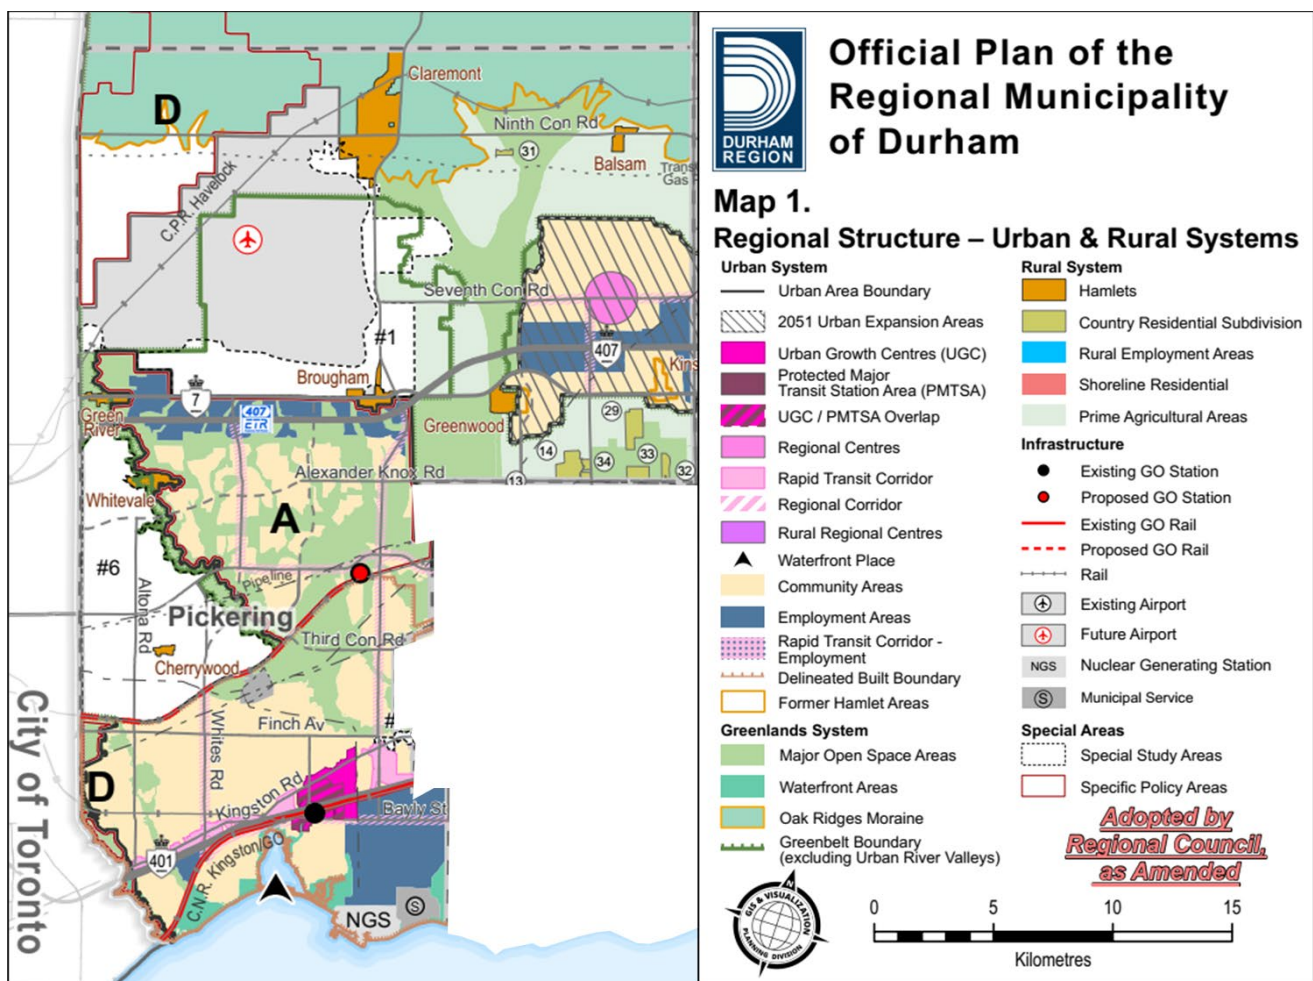 Claremont
D
Ninth Con Rd
31
Balsam
Trans
Gas
C.P.R. Havelock
Seventh Con Rd
#1
407
Kins
Brougham
7
407
ETR
Green
River
Greenwood
29
14
33
34
32
13
Alexander Knox Rd
Whitevale
A
#6
Altona Rd
Pipeline
Pickering
Third Con Rd
Cherrywood
City of Toronto
Whites Rd
Finch Av
#
D
Kingston Rd
Bayly St
401
C.N.R. Kingston/GO
NGS
S
DURHAM
REGION
Official Plan of the
Regional Municipality
of Durham
Map 1.
Regional Structure – Urban & Rural Systems
Urban System
Urban Area Boundary
2051 Urban Expansion Areas
Urban Growth Centres (UGC)
Protected Major
Transit Station Area (PMTSA)
UGC / PMTSA Overlap
Regional Centres
Rapid Transit Corridor
Regional Corridor
Rural Regional Centres
Waterfront Place
Community Areas
Employment Areas
Rapid Transit Corridor -
Employment
Delineated Built Boundary
Former Hamlet Areas
Greenlands System
Major Open Space Areas
Waterfront Areas
Oak Ridges Moraine
Greenbelt Boundary
(excluding Urban River Valleys)
Rural System
Hamlets
Country Residential Subdivision
Rural Employment Areas
Shoreline Residential
Prime Agricultural Areas
Infrastructure
Existing GO Station
Proposed GO Station
Existing GO Rail
Proposed GO Rail
Rail
Existing Airport
Future Airport
NGS Nuclear Generating Station
S Municipal Service
Special Areas
Special Study Areas
Specific Policy Areas
Adopted by
Regional Council,
as Amended
N
GIS & VISUALIZATION
PLANNING DIVISION
0 5 10 15
Kilometres